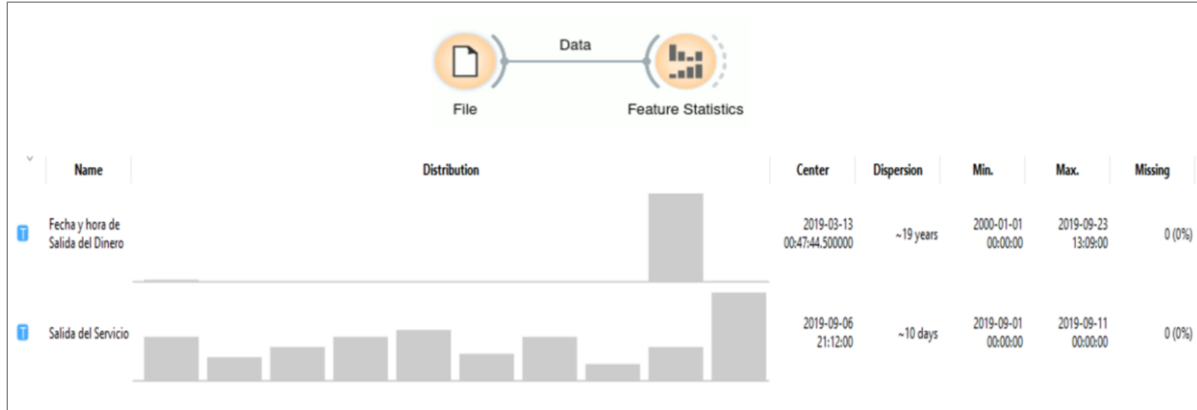 Data
File
Feature Statistics
Name
Distribution
Center
Dispersion
Min.
Max.
Missing
T
Fecha y hora de
Salida del Dinero
2019-03-13
00:47:44.500000
~19 years
2000-01-01
00:00:00
2019-09-23
13:09:00
0 (0%)
T
Salida del Servicio
2019-09-06
21:12:00
~10 days
2019-09-01
00:00:00
2019-09-11
00:00:00
0 (0%)